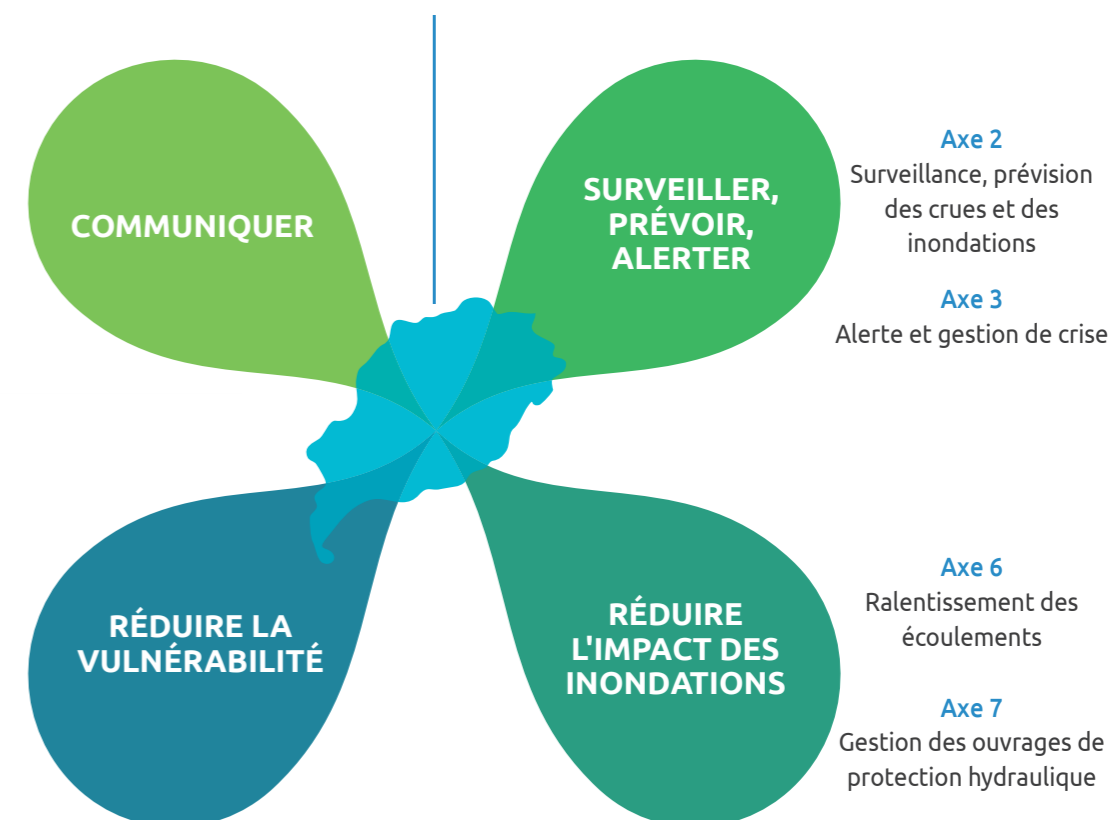 COMMUNIQUER
SURVEILLER,
PRÉVOIR,
ALERTER
Axe 2
Surveillance, prévision
des crues et des
inondations
Axe 3
Alerte et gestion de crise
RÉDUIRE LA
VULNÉRABILITÉ
RÉDUIRE
L'IMPACT DES
INONDATIONS
Axe 6
Ralentissement des
écoulements
Axe 7
Gestion des ouvrages de
protection hydraulique